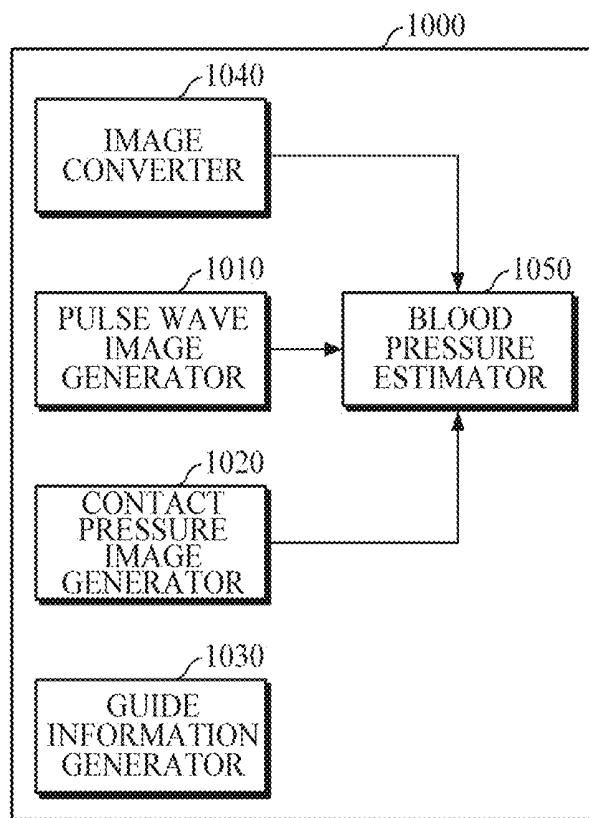 1000
1040
IMAGE
CONVERTER
1010
PULSE WAVE
IMAGE
GENERATOR
1050
BLOOD
PRESSURE
ESTIMATOR
1020
CONTACT
PRESSURE
IMAGE
GENERATOR
1030
GUIDE
INFORMATION
GENERATOR